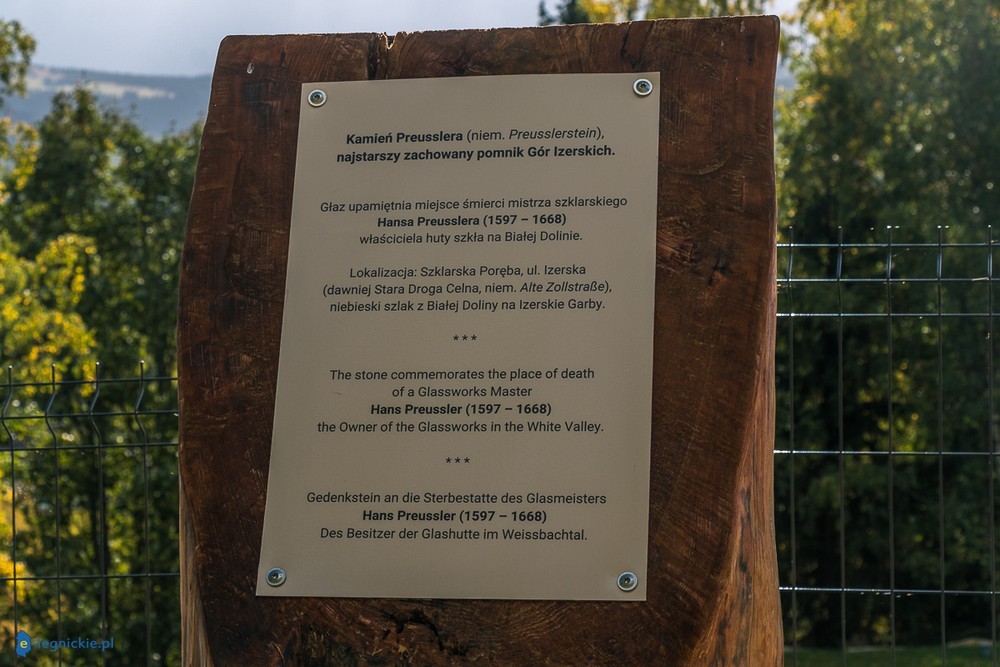 Kamień Preusslera (niem. Preusslerstein),
najstarszy zachowany pomnik Gór Izerskich.
Głaz upamiętnia miejsce śmierci mistrza szklarskiego
Hansa Preusslera (1597 – 1668)
właściciela huty szkła na Białej Dolinie.
Lokalizacja: Szklarska Poręba, ul. Izerska
(dawniej Stara Droga Celna, niem. Alte Zollstraße),
niebieski szlak z Białej Doliny na Izerskie Garby.
***
The stone commemorates the place of death
of a Glassworks Master
Hans Preussler (1597 – 1668)
the Owner of the Glassworks in the White Valley.
***
Gedenkstein an die Sterbestatte des Glasmeisters
Hans Preussler (1597 – 1668)
Des Besitzer der Glashutte im Weissbachtal.
e-legnickie.pl